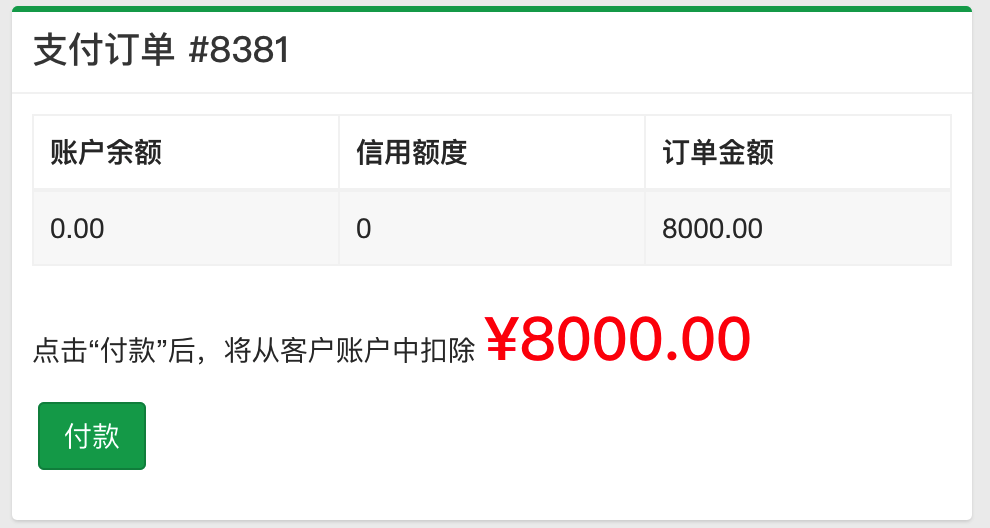 支付订单 #8381
账户余额 信用额度 订单金额
0.00 0 8000.00
点击“付款”后，将从客户账户中扣除 ¥8000.00
付款